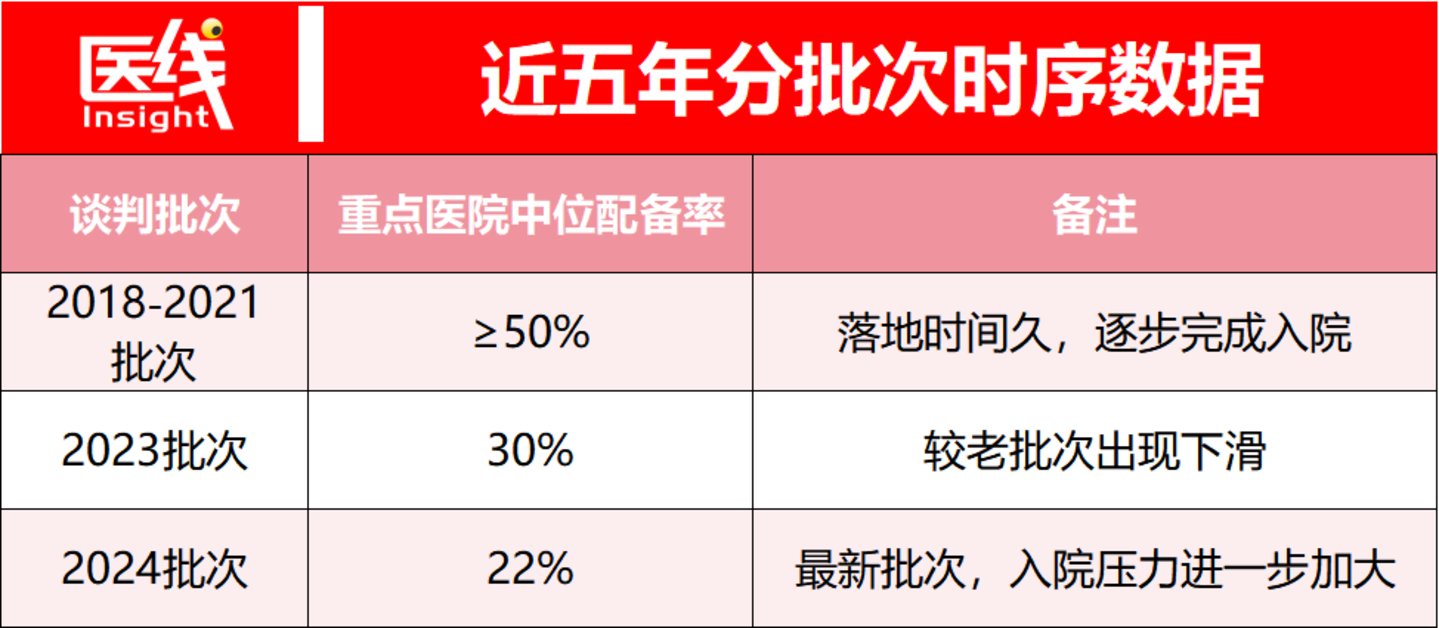 医线
Insight
近五年分批次时序数据
谈判批次
重点医院中位配备率
备注
2018-2021
批次
≥50%
落地时间久，逐步完成入院
2023批次
30%
较老批次出现下滑
2024批次
22%
最新批次，入院压力进一步加大